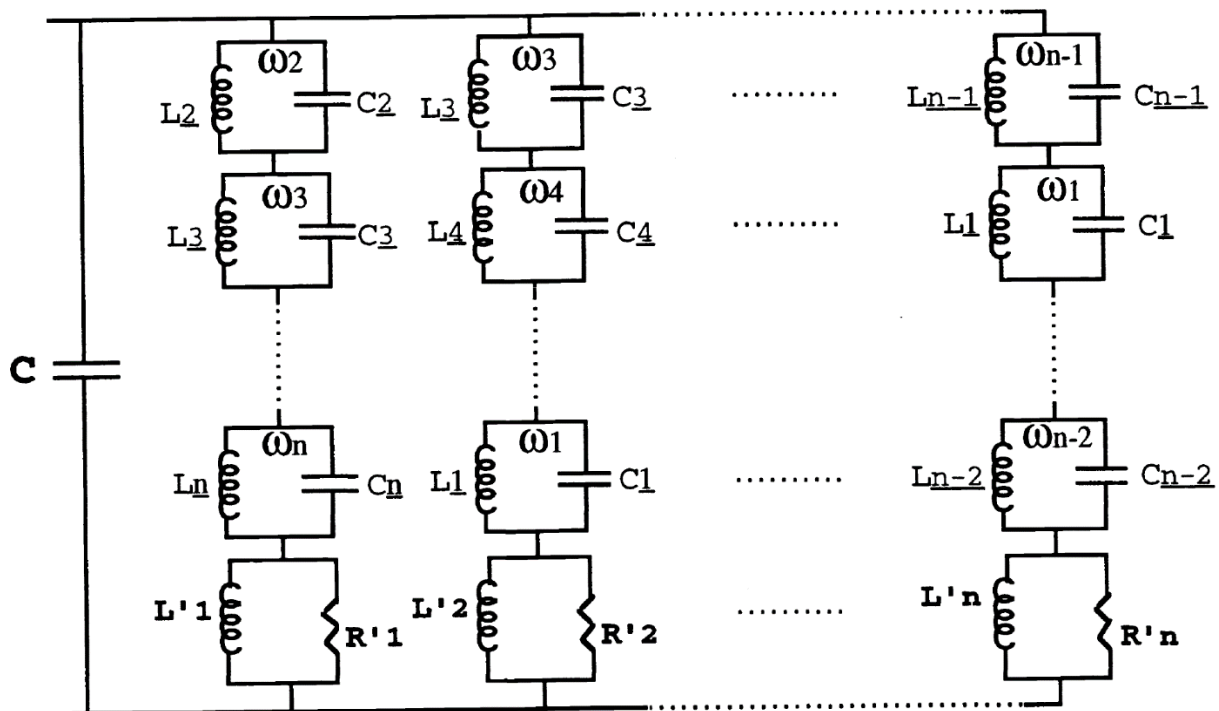 ω2 ω3 ωn-1
L2 C2 L3 C3 Ln-1 Cn-1
ω3 ω4 ω1
L3 C3 L4 C4 L1 C1
C
ωn ω1 ωn-2
Ln Cn L1 C1 Ln-2 Cn-2
L'1 R'1 L'2 R'2 L'n R'n